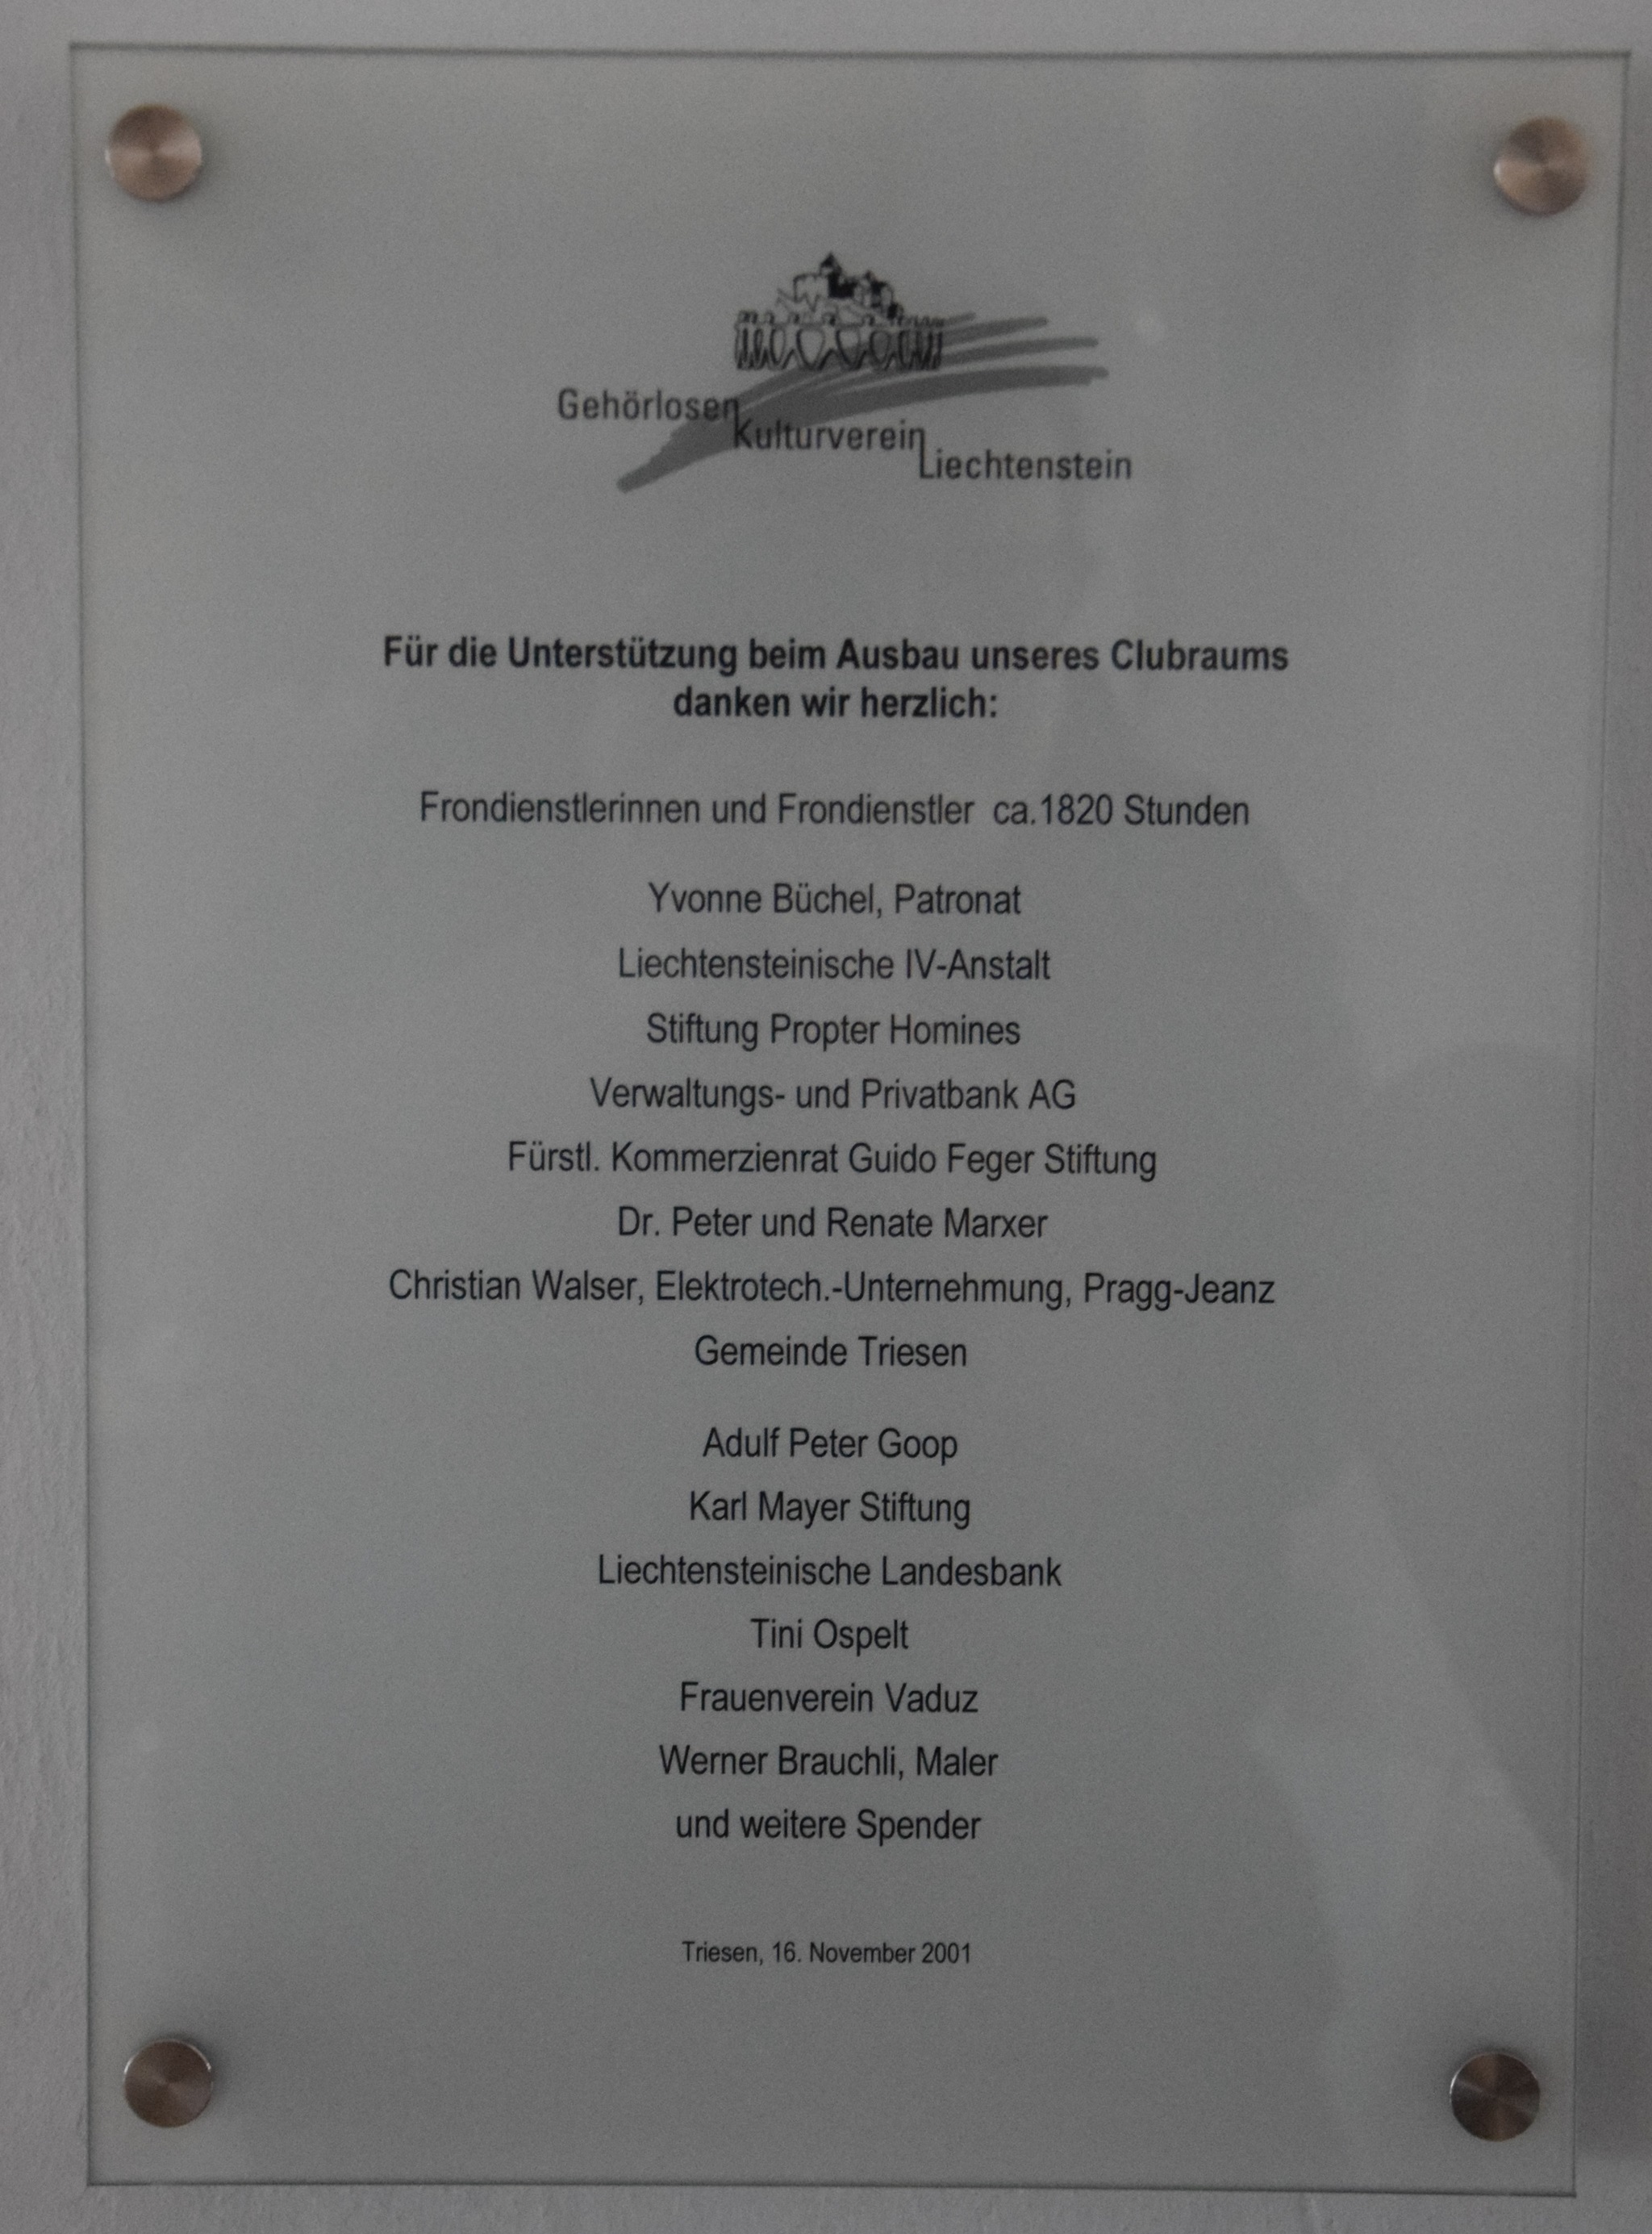 Gehörlosen
Kulturverein
Liechtenstein
Für die Unterstützung beim Ausbau unseres Clubraums
danken wir herzlich:
Frondienstlerinnen und Frondienstler ca.1820 Stunden
Yvonne Büchel, Patronat
Liechtensteinische IV-Anstalt
Stiftung Propter Homines
Verwaltungs- und Privatbank AG
Fürstl. Kommerzienrat Guido Feger Stiftung
Dr. Peter und Renate Marxer
Christian Walser, Elektrotech.-Unternehmung, Pragg-Jeanz
Gemeinde Triesen
Adulf Peter Goop
Karl Mayer Stiftung
Liechtensteinische Landesbank
Tini Ospelt
Frauenverein Vaduz
Werner Brauchli, Maler
und weitere Spender
Triesen, 16. November 2001